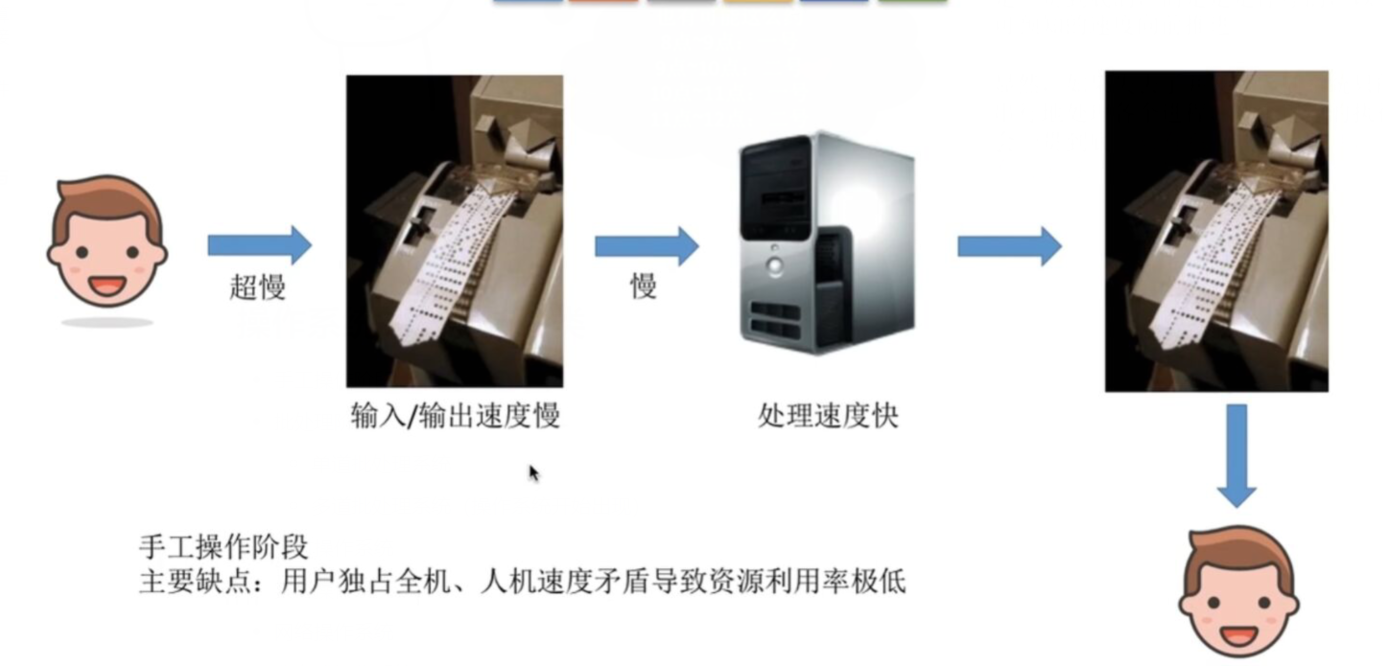 超慢
慢
输入/输出速度慢
处理速度快
手工操作阶段
主要缺点：用户独占全机、人机速度矛盾导致资源利用率极低